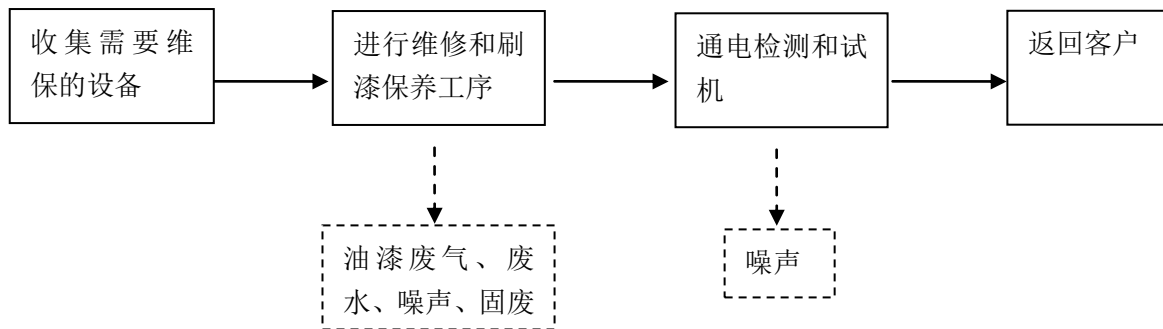 收集需要维
保的设备
进行维修和刷
漆保养工序
通电检测和试
机
返回客户
油漆废气、废
水、噪声、固废
噪声